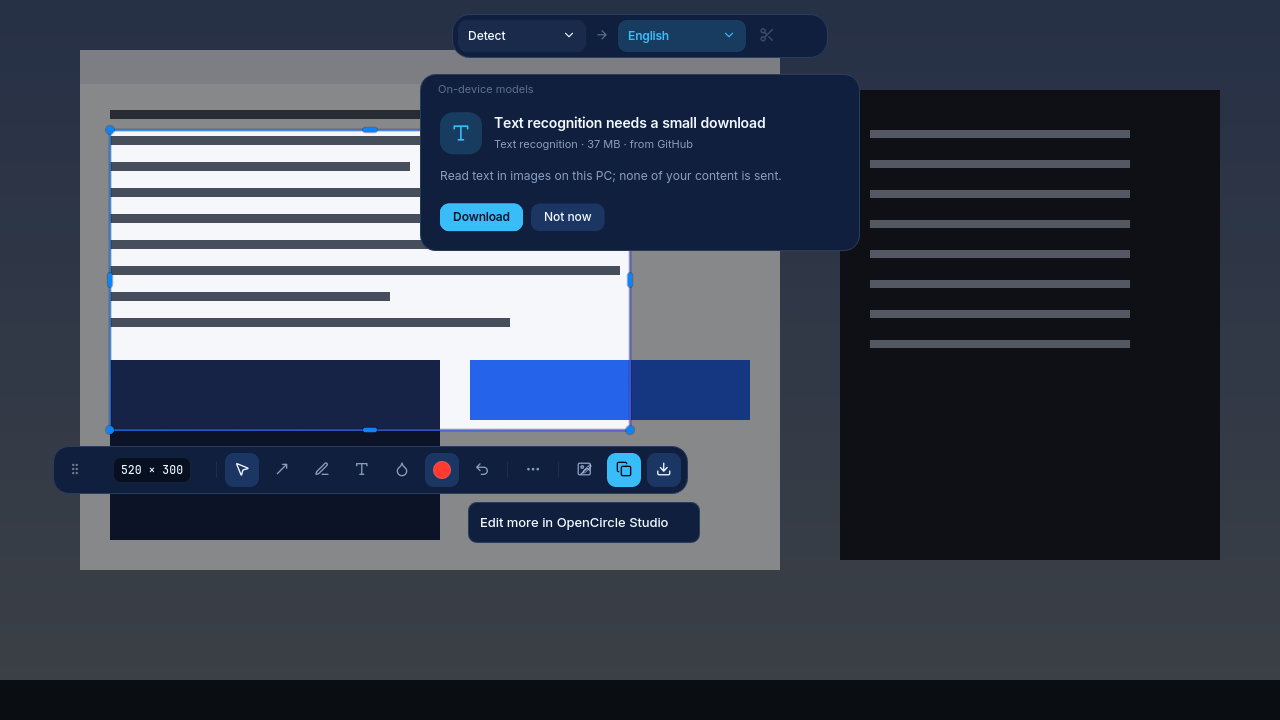 Detect
English
On-device models
Text recognition needs a small download
Text recognition · 37 MB · from GitHub
Read text in images on this PC; none of your content is sent.
Download
Not now
520 × 300
Edit more in OpenCircle Studio